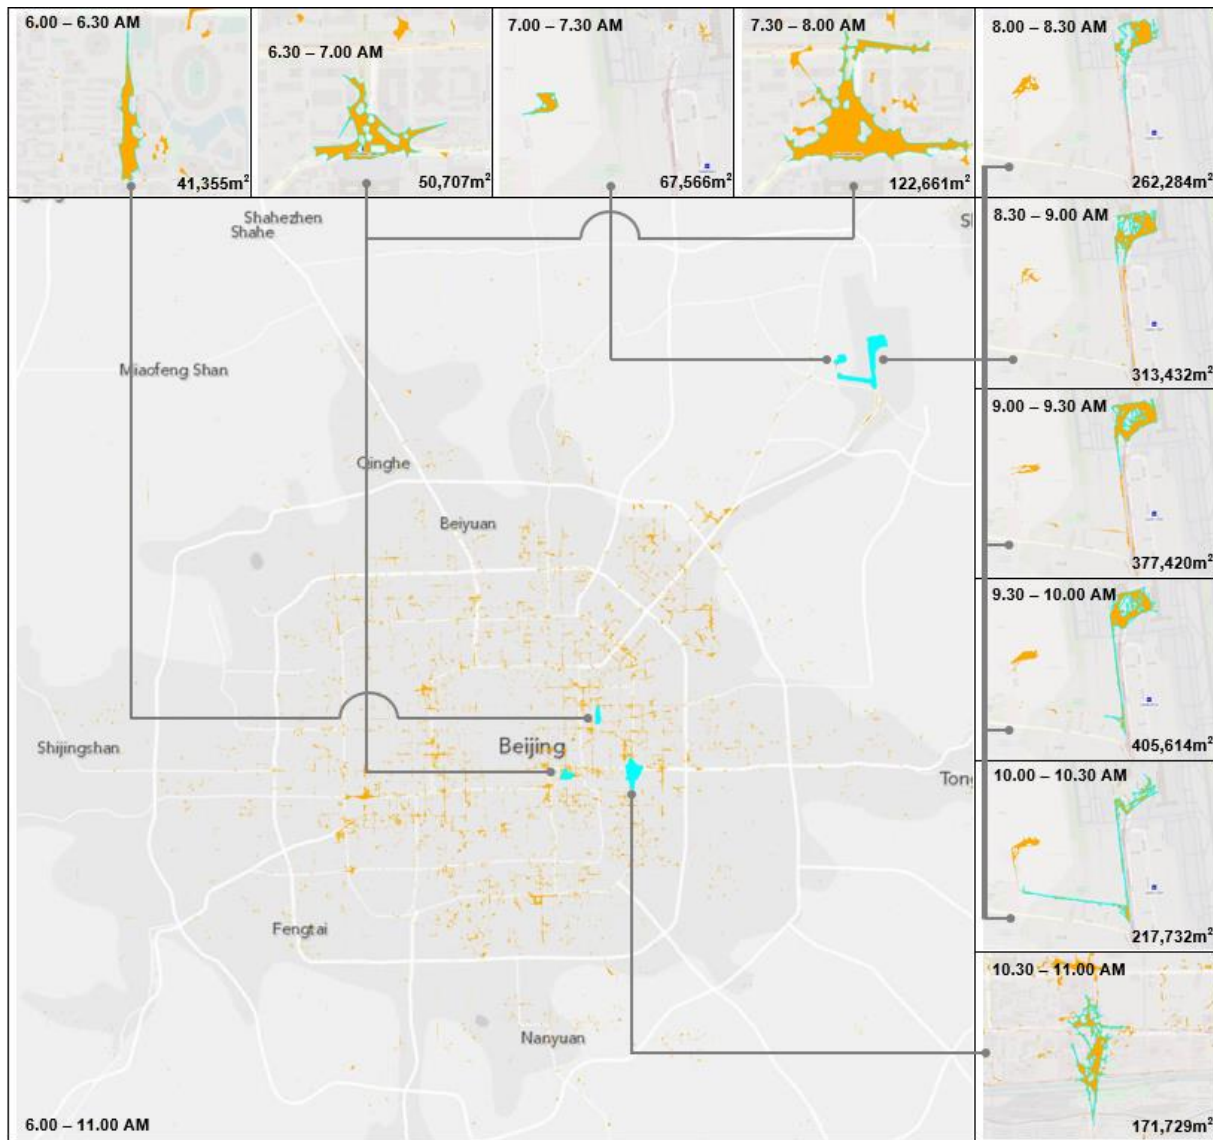 6.00 – 6.30 AM
41,355m²
6.30 – 7.00 AM
50,707m²
7.00 – 7.30 AM
67,566m²
7.30 – 8.00 AM
122,661m²
8.00 – 8.30 AM
262,284m²
8.30 – 9.00 AM
313,432m²
9.00 – 9.30 AM
377,420m²
9.30 – 10.00 AM
405,614m²
10.00 – 10.30 AM
217,732m²
10.30 – 11.00 AM
171,729m²
Shahezhen
Shahe
Miaofeng Shan
Qinghe
Beiyuan
Shijingshan
Beijing
Tong
Fengtai
Nanyuan
6.00 – 11.00 AM